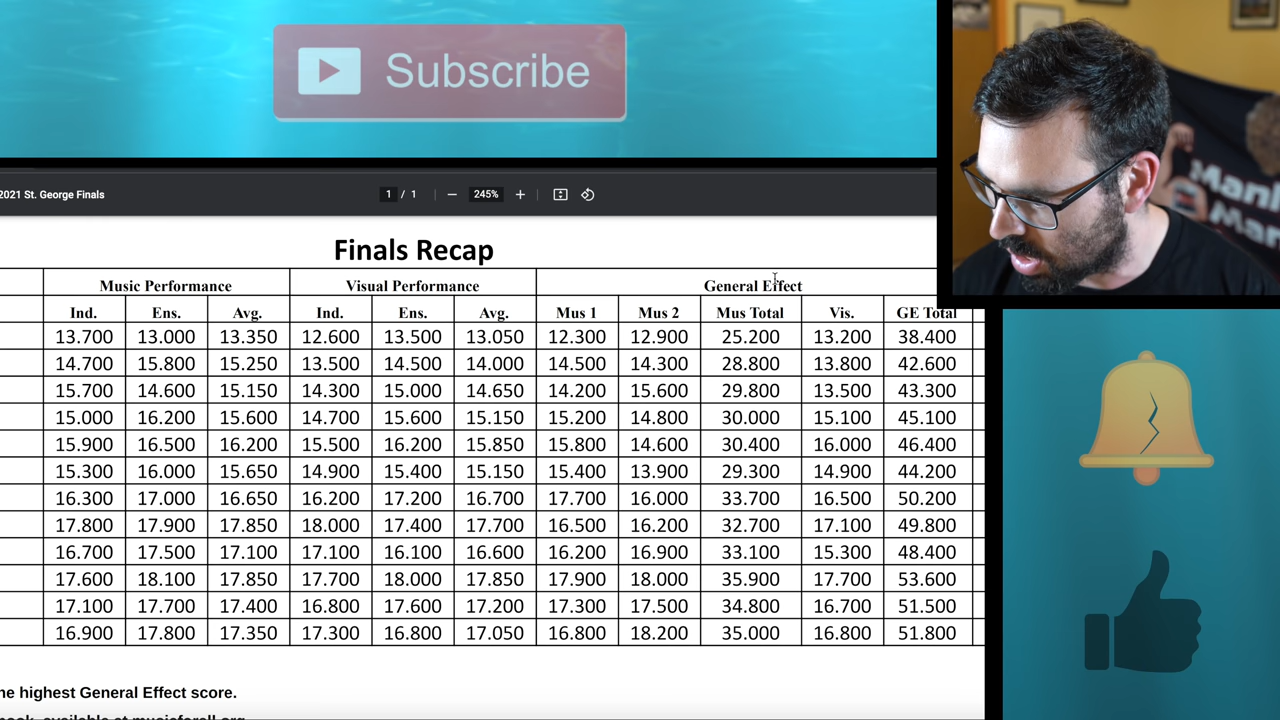 Subscribe
2021 St. George Finals
1 / 1 − 245% +
Finals Recap
Music Performance Visual Performance General Effect
Ind. Ens. Avg. Ind. Ens. Avg. Mus 1 Mus 2 Mus Total Vis. GE Total
13.700 13.000 13.350 12.600 13.500 13.050 12.300 12.900 25.200 13.200 38.400
14.700 15.800 15.250 13.500 14.500 14.000 14.500 14.300 28.800 13.800 42.600
15.700 14.600 15.150 14.300 15.000 14.650 14.200 15.600 29.800 13.500 43.300
15.000 16.200 15.600 14.700 15.600 15.150 15.200 14.800 30.000 15.100 45.100
15.900 16.500 16.200 15.500 16.200 15.850 15.800 14.600 30.400 16.000 46.400
15.300 16.000 15.650 14.900 15.400 15.150 15.400 13.900 29.300 14.900 44.200
16.300 17.000 16.650 16.200 17.200 16.700 17.700 16.000 33.700 16.500 50.200
17.800 17.900 17.850 18.000 17.400 17.700 16.500 16.200 32.700 17.100 49.800
16.700 17.500 17.100 17.100 16.100 16.600 16.200 16.900 33.100 15.300 48.400
17.600 18.100 17.850 17.700 18.000 17.850 17.900 18.000 35.900 17.700 53.600
17.100 17.700 17.400 16.800 17.600 17.200 17.300 17.500 34.800 16.700 51.500
16.900 17.800 17.350 17.300 16.800 17.050 16.800 18.200 35.000 16.800 51.800
he highest General Effect score.
available at musicforall.org